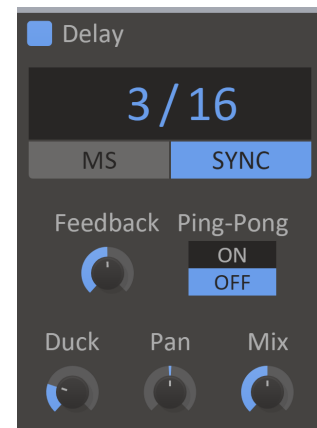 Delay
3 / 16
MS SYNC
Feedback Ping-Pong
ON
OFF
Duck Pan Mix